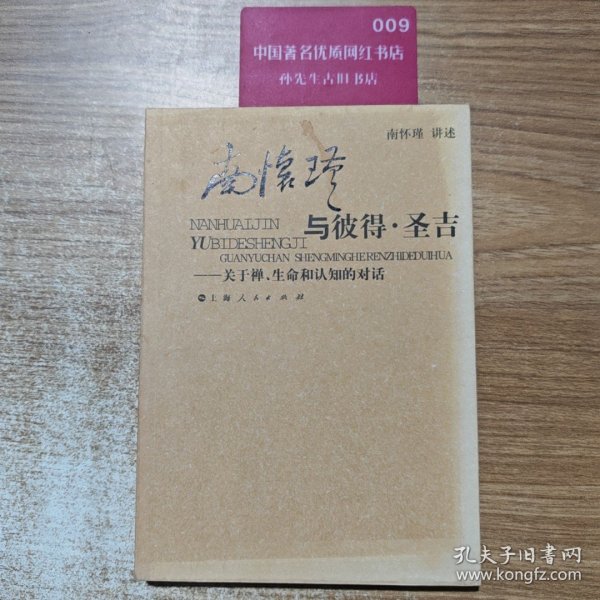 009
中国著名优质网红书店
孙先生古旧书店
南怀瑾 讲述
南懷瑾
NANHUAIJIN
与彼得·圣吉
YUBIDESHENGJI
GUANYUCHAN SHENGMINGHERENZHIDEDUIHUA
——关于禅、生命和认知的对话
上海人民出版社
孔夫子旧书网
www.kongfz.com